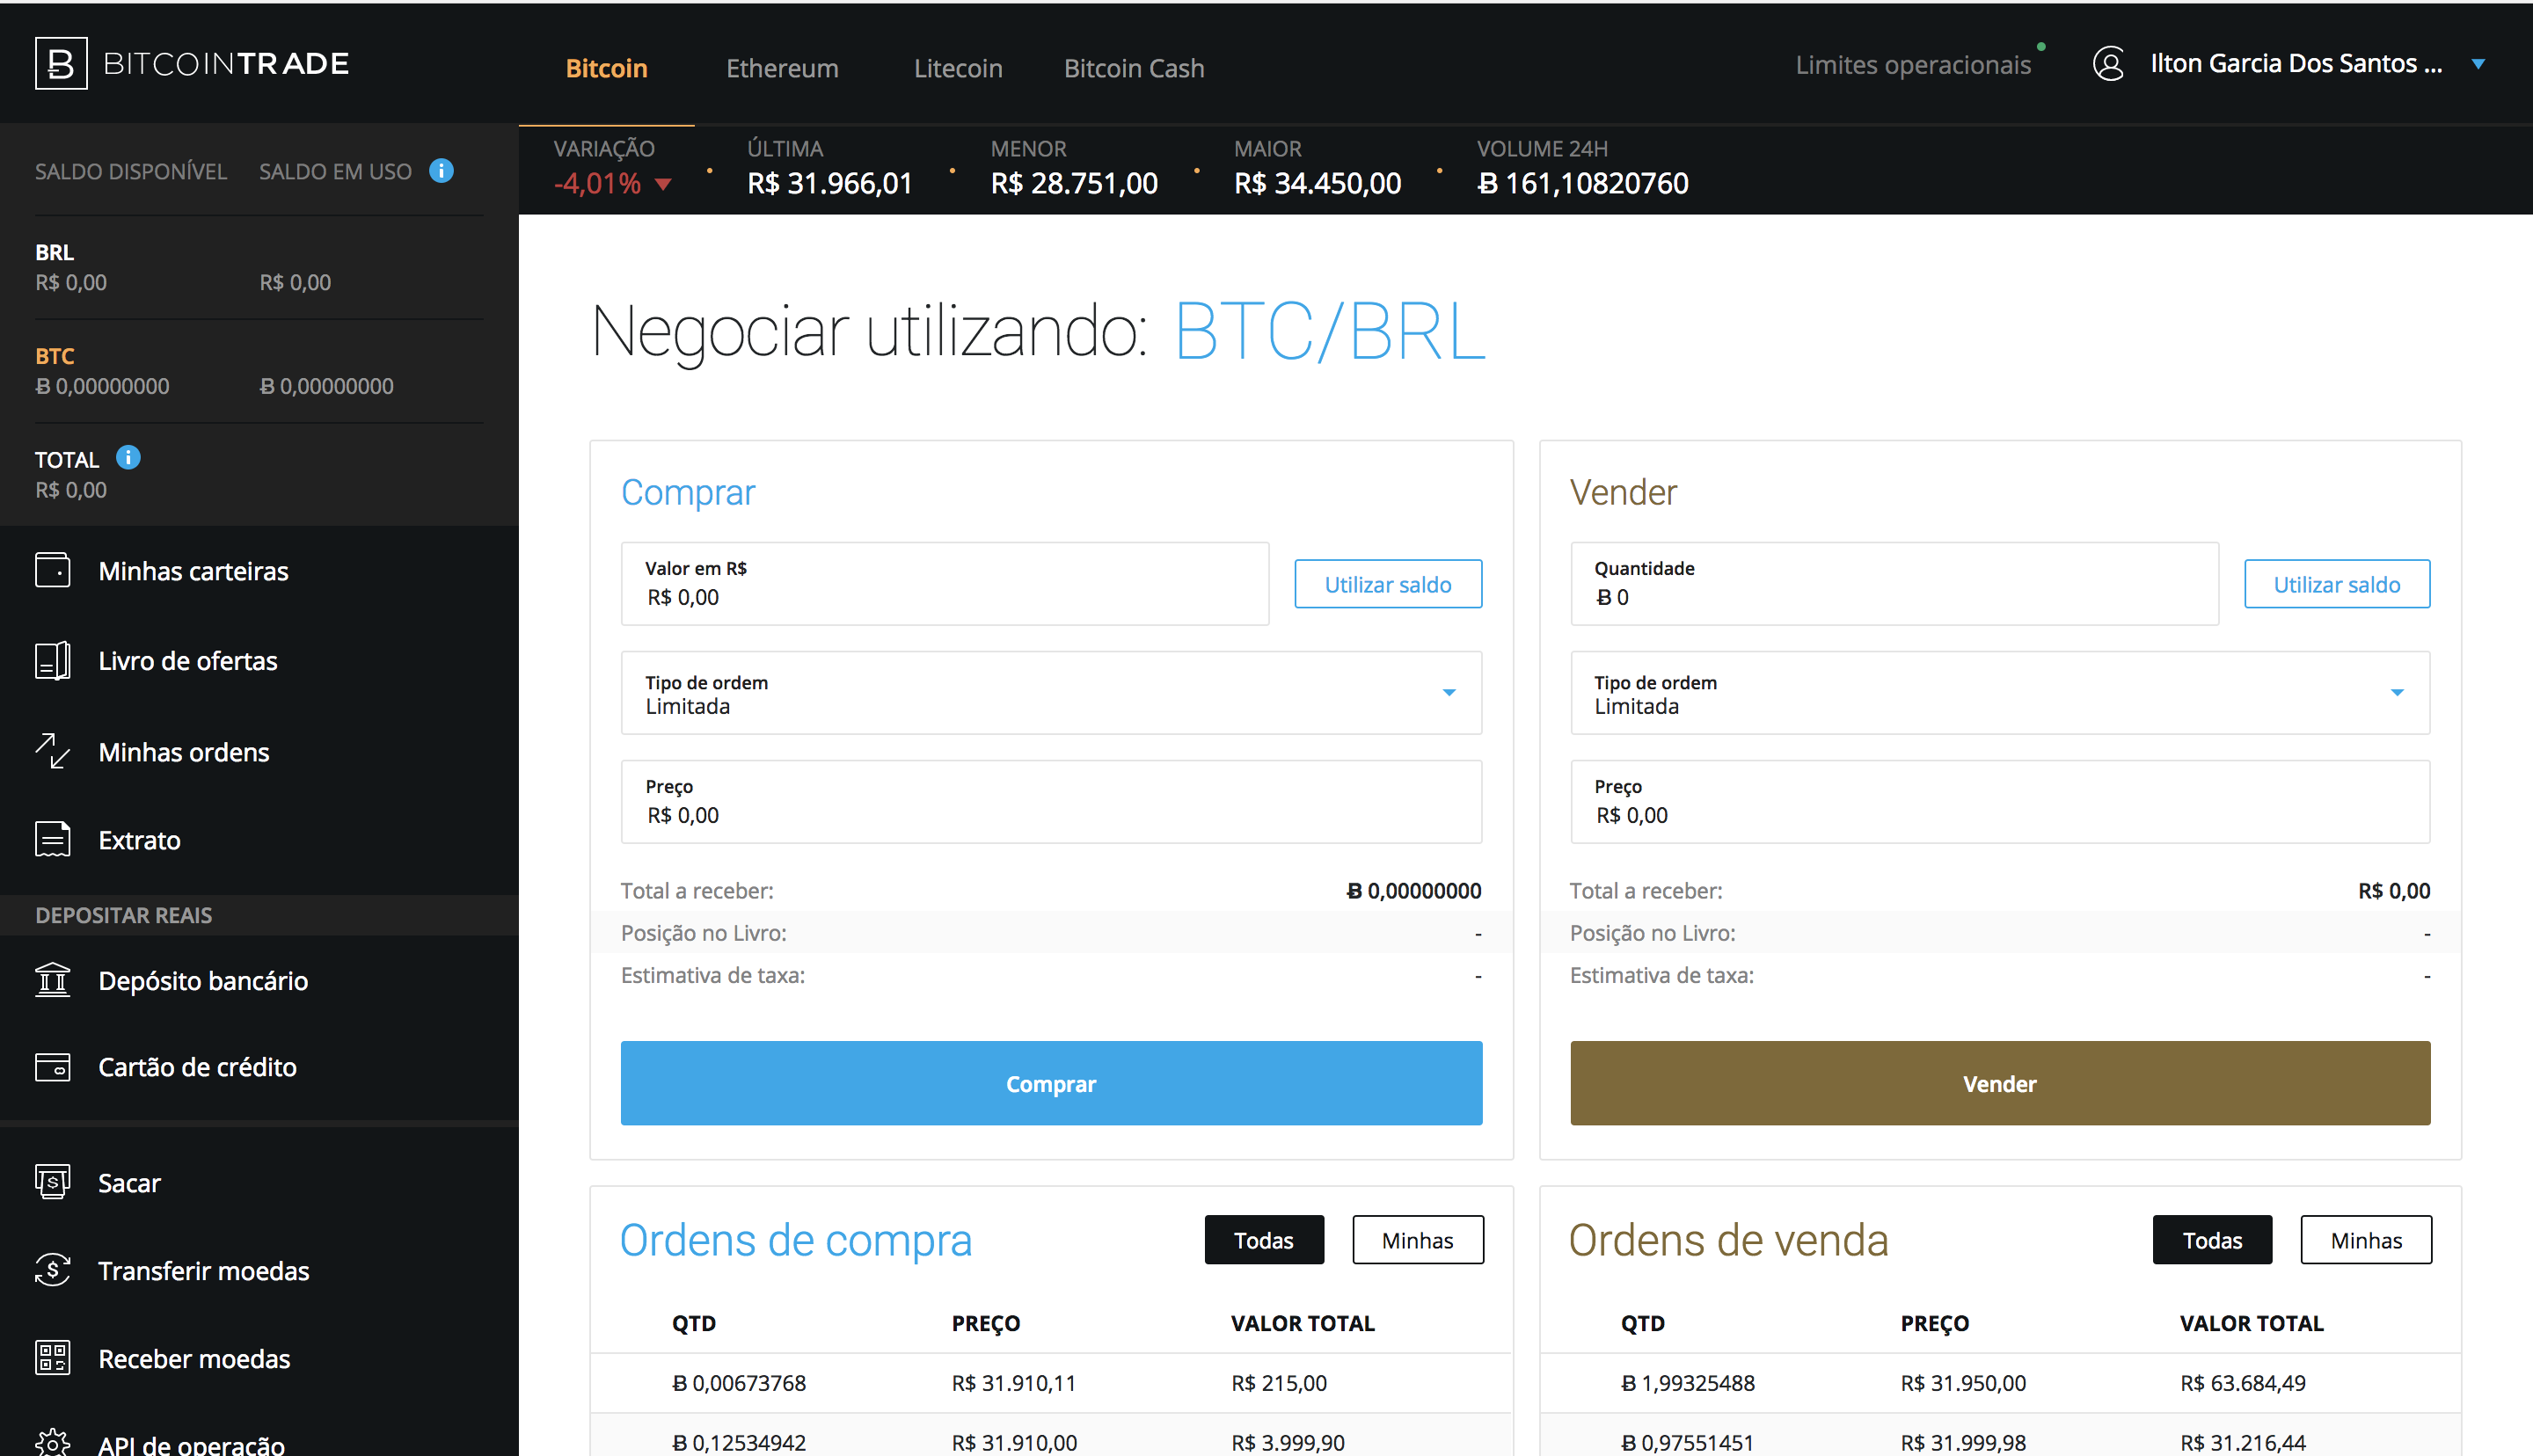 BITCOINTRADE
Bitcoin Ethereum Litecoin Bitcoin Cash
Limites operacionais
Ilton Garcia Dos Santos ...
SALDO DISPONÍVEL SALDO EM USO
BRL
R$ 0,00 R$ 0,00
BTC
Ƀ 0,00000000 Ƀ 0,00000000
TOTAL
R$ 0,00
Minhas carteiras
Livro de ofertas
Minhas ordens
Extrato
DEPOSITAR REAIS
Depósito bancário
Cartão de crédito
Sacar
Transferir moedas
Receber moedas
API de operação
VARIAÇÃO ÚLTIMA MENOR MAIOR VOLUME 24H
-4,01% R$ 31.966,01 R$ 28.751,00 R$ 34.450,00 Ƀ 161,10820760
Negociar utilizando: BTC/BRL
Comprar
Valor em R$
R$ 0,00
Utilizar saldo
Tipo de ordem
Limitada
Preço
R$ 0,00
Total a receber: Ƀ 0,00000000
Posição no Livro: -
Estimativa de taxa: -
Comprar
Vender
Quantidade
Ƀ 0
Utilizar saldo
Tipo de ordem
Limitada
Preço
R$ 0,00
Total a receber: R$ 0,00
Posição no Livro: -
Estimativa de taxa: -
Vender
Ordens de compra Todas Minhas
QTD PREÇO VALOR TOTAL
Ƀ 0,00673768 R$ 31.910,11 R$ 215,00
Ƀ 0,12534942 R$ 31.910,00 R$ 3.999,90
Ordens de venda Todas Minhas
QTD PREÇO VALOR TOTAL
Ƀ 1,99325488 R$ 31.950,00 R$ 63.684,49
Ƀ 0,97551451 R$ 31.999,98 R$ 31.216,44